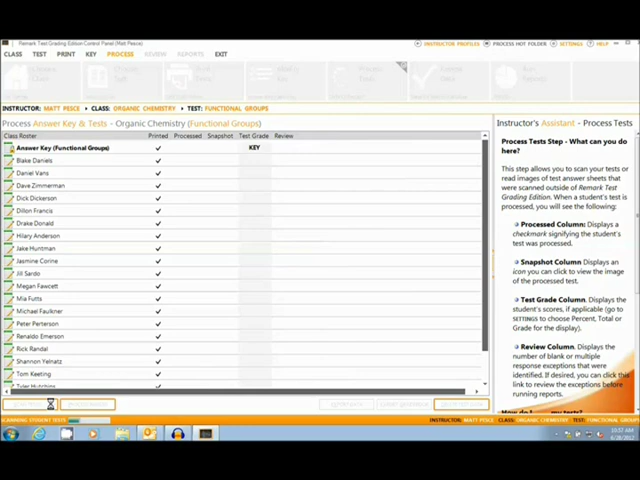 Remark Test Grading Edition Control Panel (Matt Pesce)
CLASS TEST PRINT KEY PROCESS REVIEW REPORTS EXIT
INSTRUCTOR PROFILES PROCESS HOT FOLDER SETTINGS HELP
INSTRUCTOR: MATT PESCE CLASS: ORGANIC CHEMISTRY TEST: FUNCTIONAL GROUPS
Process Answer Key & Tests - Organic Chemistry (Functional Groups)
Class Roster Printed Processed Snapshot Test Grade Review
Answer Key (Functional Groups) ✓ KEY
Blake Daniels ✓
Daniel Vans ✓
Dave Zimmerman ✓
Dick Dickerson ✓
Dillon Francis ✓
Drake Donald ✓
Hilary Anderson ✓
Jake Huntman ✓
Jasmine Corine ✓
Jill Sardo ✓
Megan Fawcett ✓
Mia Futts ✓
Michael Faulkner ✓
Peter Perterson ✓
Renaldo Emerson ✓
Rick Randal ✓
Shannon Yelnatz ✓
Tom Keeting ✓
Tyler Hutchins
Instructor's Assistant - Process Tests
Process Tests Step - What can you do
here?
This step allows you to scan your tests or
read images of test answer sheets that
were scanned outside of Remark Test
Grading Edition. When a student's test is
processed, you will see the following:
Processed Column: Displays a
checkmark signifying the student's
test was processed.
Snapshot Column Displays an
icon you can click to view the image
of the processed test.
Test Grade Column. Displays the
student's scores, if applicable (go to
SETTINGS to choose Percent, Total or
Grade for the display).
Review Column: Displays the
number of blank or multiple
response exceptions that were
identified. If desired, you can click this
link to review the exceptions before
running reports.
SCANNING STUDENT TESTS
INSTRUCTOR: MATT PESCE CLASS: ORGANIC CHEMISTRY TEST: FUNCTIONAL GROUPS
10:57 AM